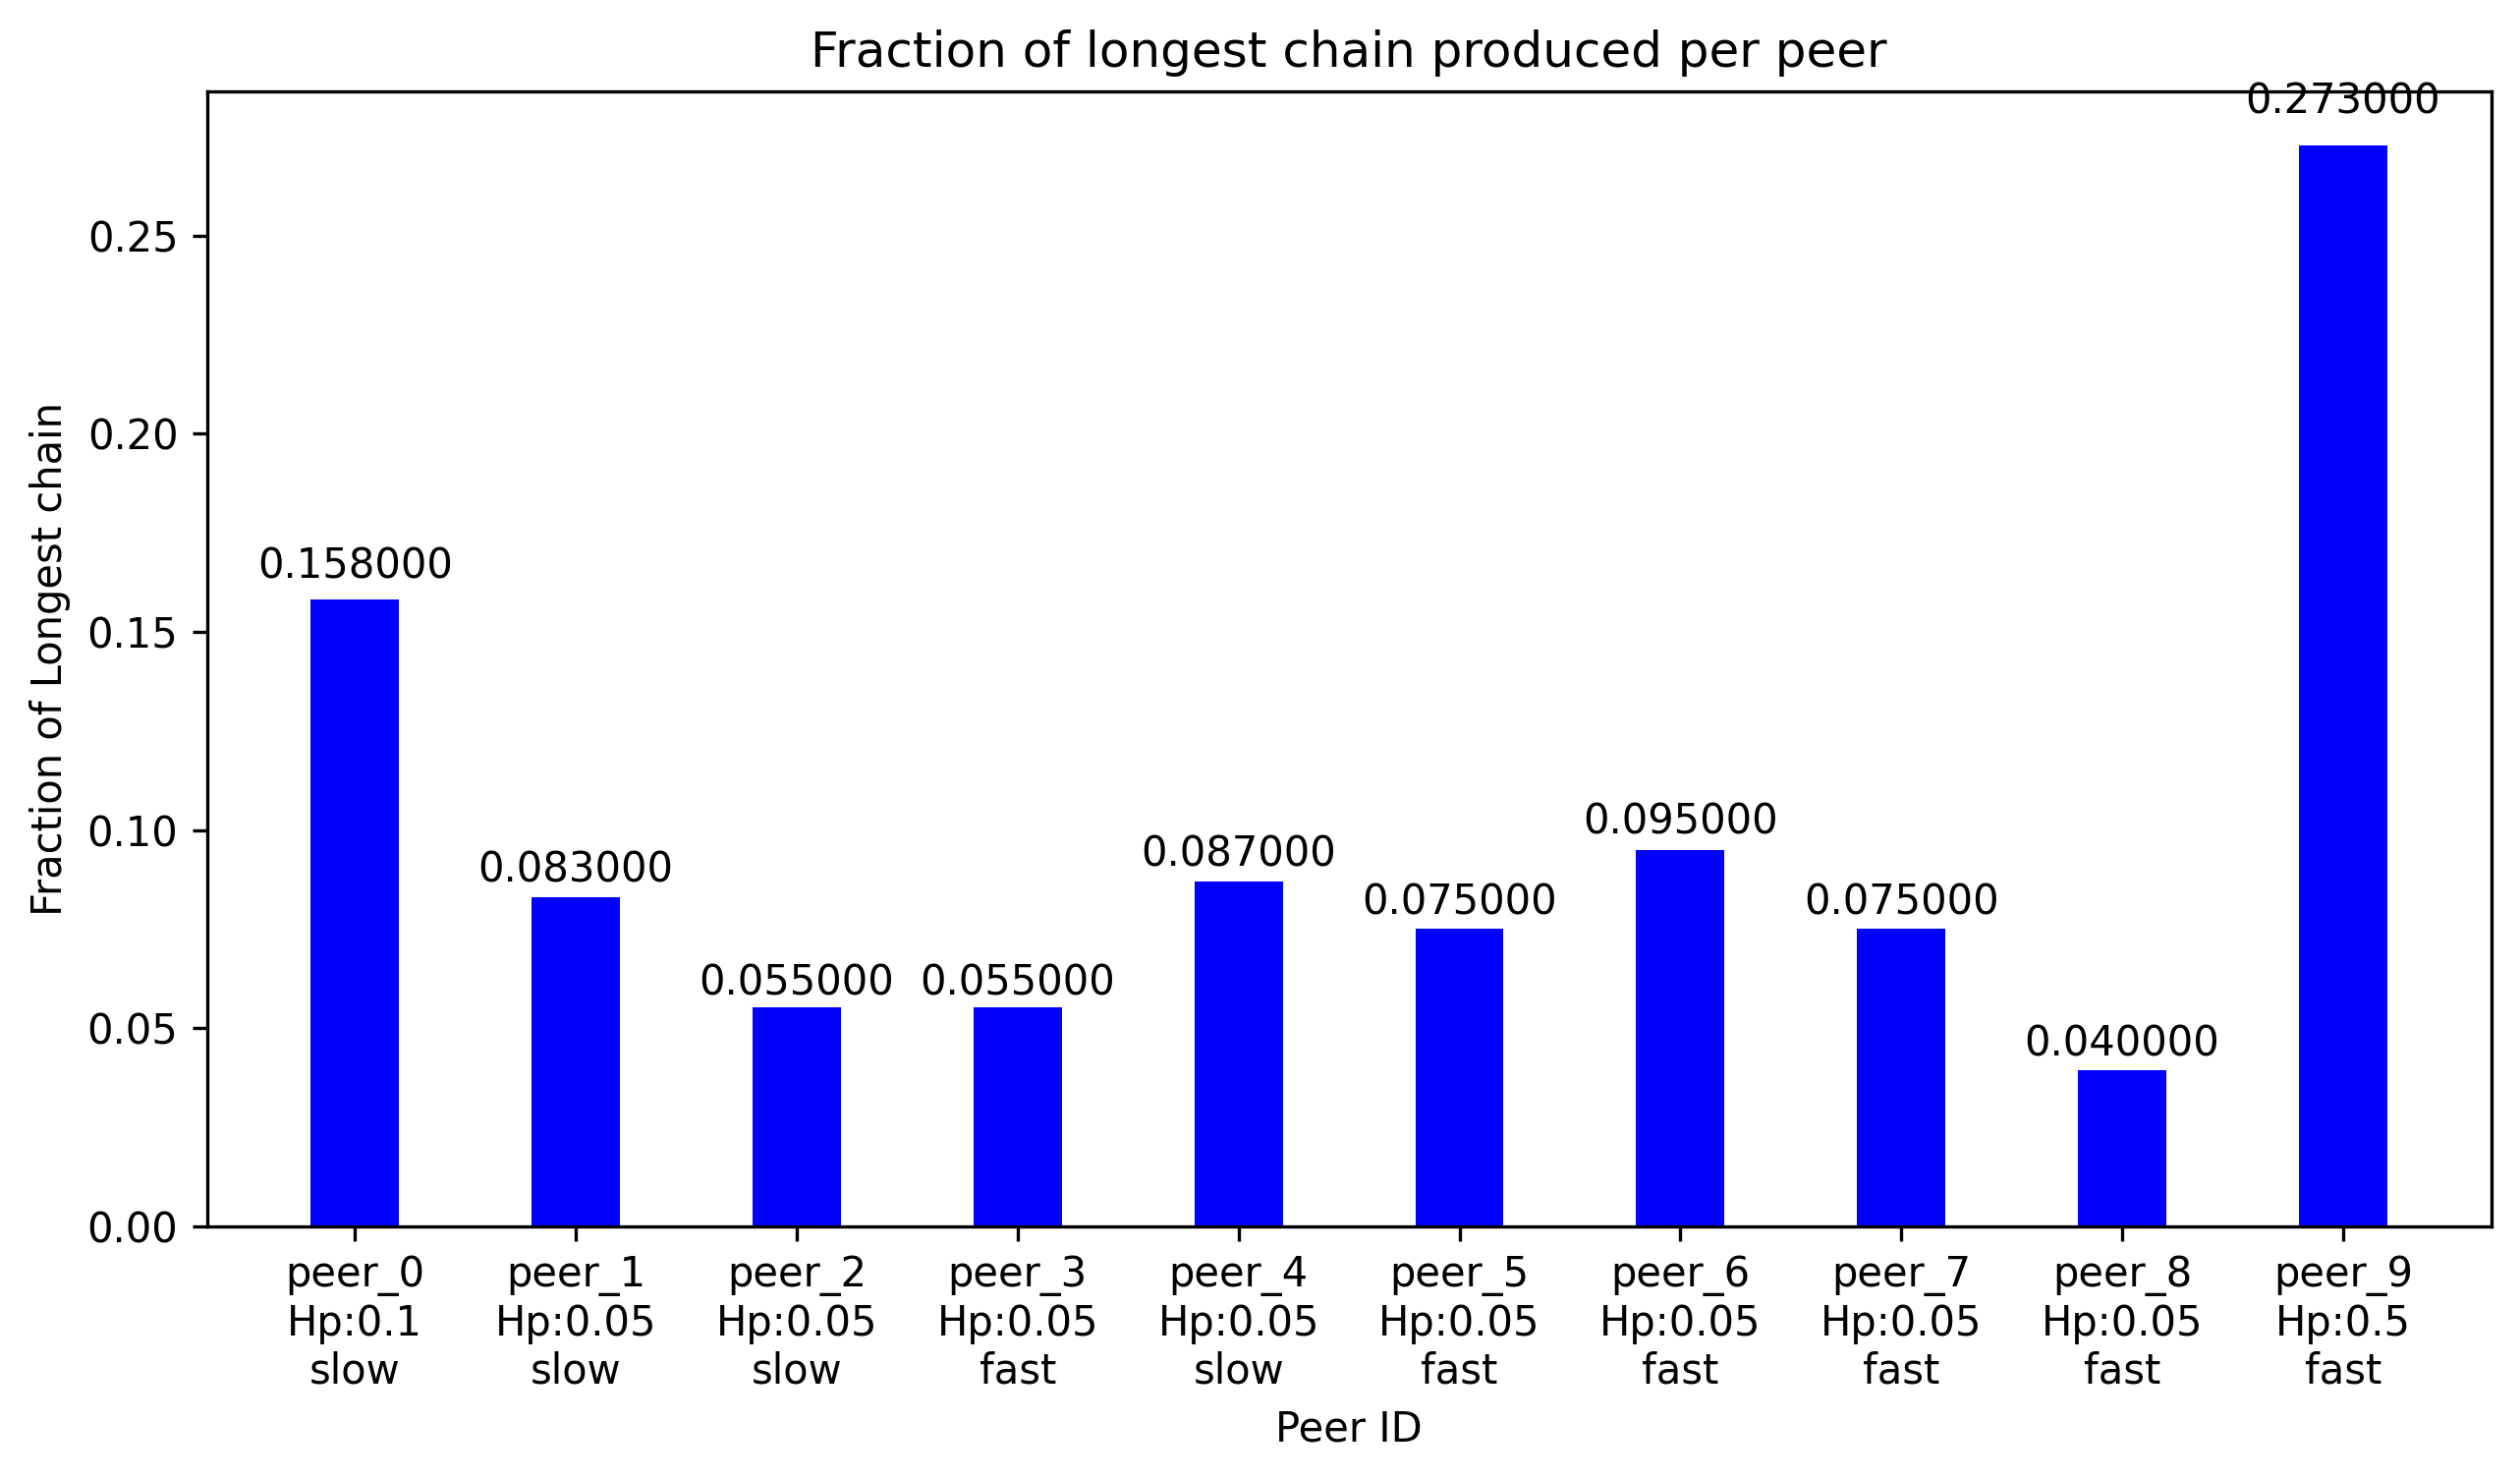 Fraction of longest chain produced per peer
Fraction of Longest chain
0.25
0.20
0.15
0.10
0.05
0.00
0.158000
0.083000
0.055000
0.055000
0.087000
0.075000
0.095000
0.075000
0.040000
0.273000
peer_0
Hp:0.1
slow
peer_1
Hp:0.05
slow
peer_2
Hp:0.05
slow
peer_3
Hp:0.05
fast
peer_4
Hp:0.05
slow
peer_5
Hp:0.05
fast
peer_6
Hp:0.05
fast
peer_7
Hp:0.05
fast
peer_8
Hp:0.05
fast
peer_9
Hp:0.5
fast
Peer ID